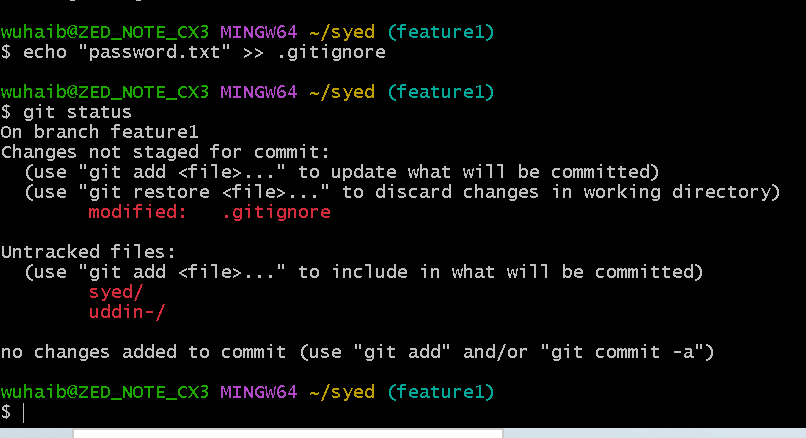 wuhaib@ZED_NOTE_CX3 MINGW64 ~/syed (feature1)
$ echo "password.txt" >> .gitignore
wuhaib@ZED_NOTE_CX3 MINGW64 ~/syed (feature1)
$ git status
On branch feature1
Changes not staged for commit:
  (use "git add <file>..." to update what will be committed)
  (use "git restore <file>..." to discard changes in working directory)
        modified:   .gitignore
Untracked files:
  (use "git add <file>..." to include in what will be committed)
        syed/
        uddin-/
no changes added to commit (use "git add" and/or "git commit -a")
wuhaib@ZED_NOTE_CX3 MINGW64 ~/syed (feature1)
$